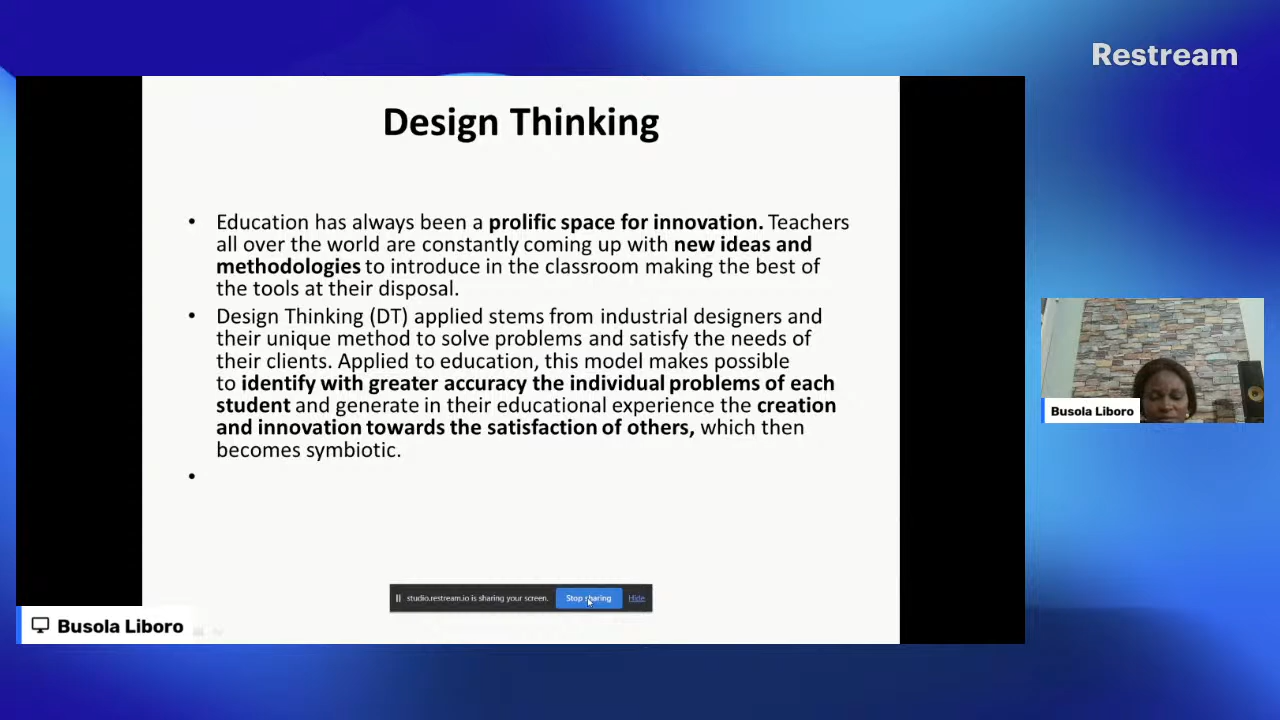 Restream
Design Thinking
• Education has always been a prolific space for innovation. Teachers
all over the world are constantly coming up with new ideas and
methodologies to introduce in the classroom making the best of
the tools at their disposal.
• Design Thinking (DT) applied stems from industrial designers and
their unique method to solve problems and satisfy the needs of
their clients. Applied to education, this model makes possible
to identify with greater accuracy the individual problems of each
student and generate in their educational experience the creation
and innovation towards the satisfaction of others, which then
becomes symbiotic.
•
Busola Liboro
studio.restream.io is sharing your screen. Stop sharing Hide
Busola Liboro